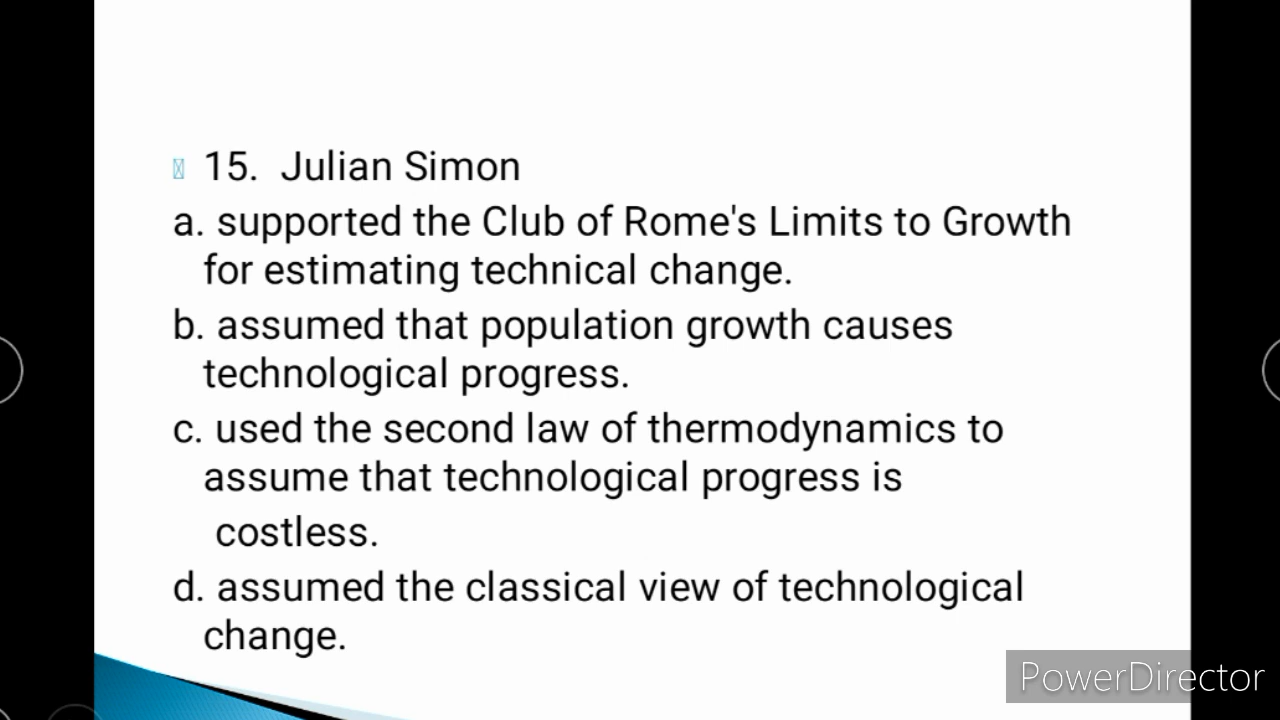 15. Julian Simon
a. supported the Club of Rome's Limits to Growth
for estimating technical change.
b. assumed that population growth causes
technological progress.
c. used the second law of thermodynamics to
assume that technological progress is
costless.
d. assumed the classical view of technological
change.
PowerDirector